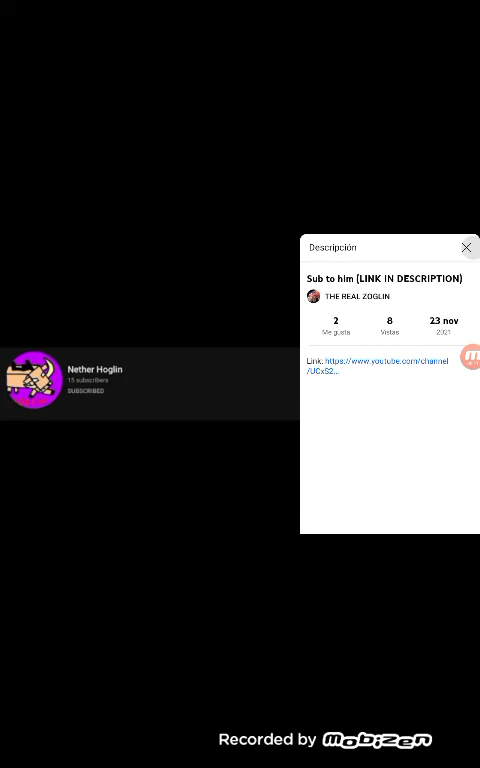 Descripción
Sub to him (LINK IN DESCRIPTION)
THE REAL ZOGLIN
2 8 23 nov
Me gusta Vistas 2021
Link: https://www.youtube.com/channel
/UCxS2...
Nether Hoglin
15 subscribers
SUBSCRIBED
Recorded by mobizen